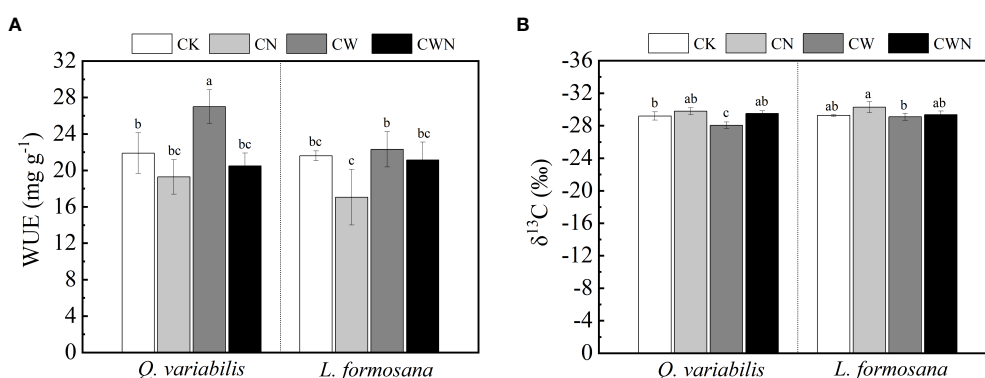 A
CK CN CW CWN
32
28
24
20
16
12
8
4
0
WUE (mg g-1)
b
bc
a
bc
bc
c
b
bc
Q. variabilis L. formosana
B
CK CN CW CWN
-36
-32
-28
-24
-20
-16
-12
-8
-4
0
δ13C (‰)
b
ab
c
ab
ab
a
b
ab
Q. variabilis L. formosana